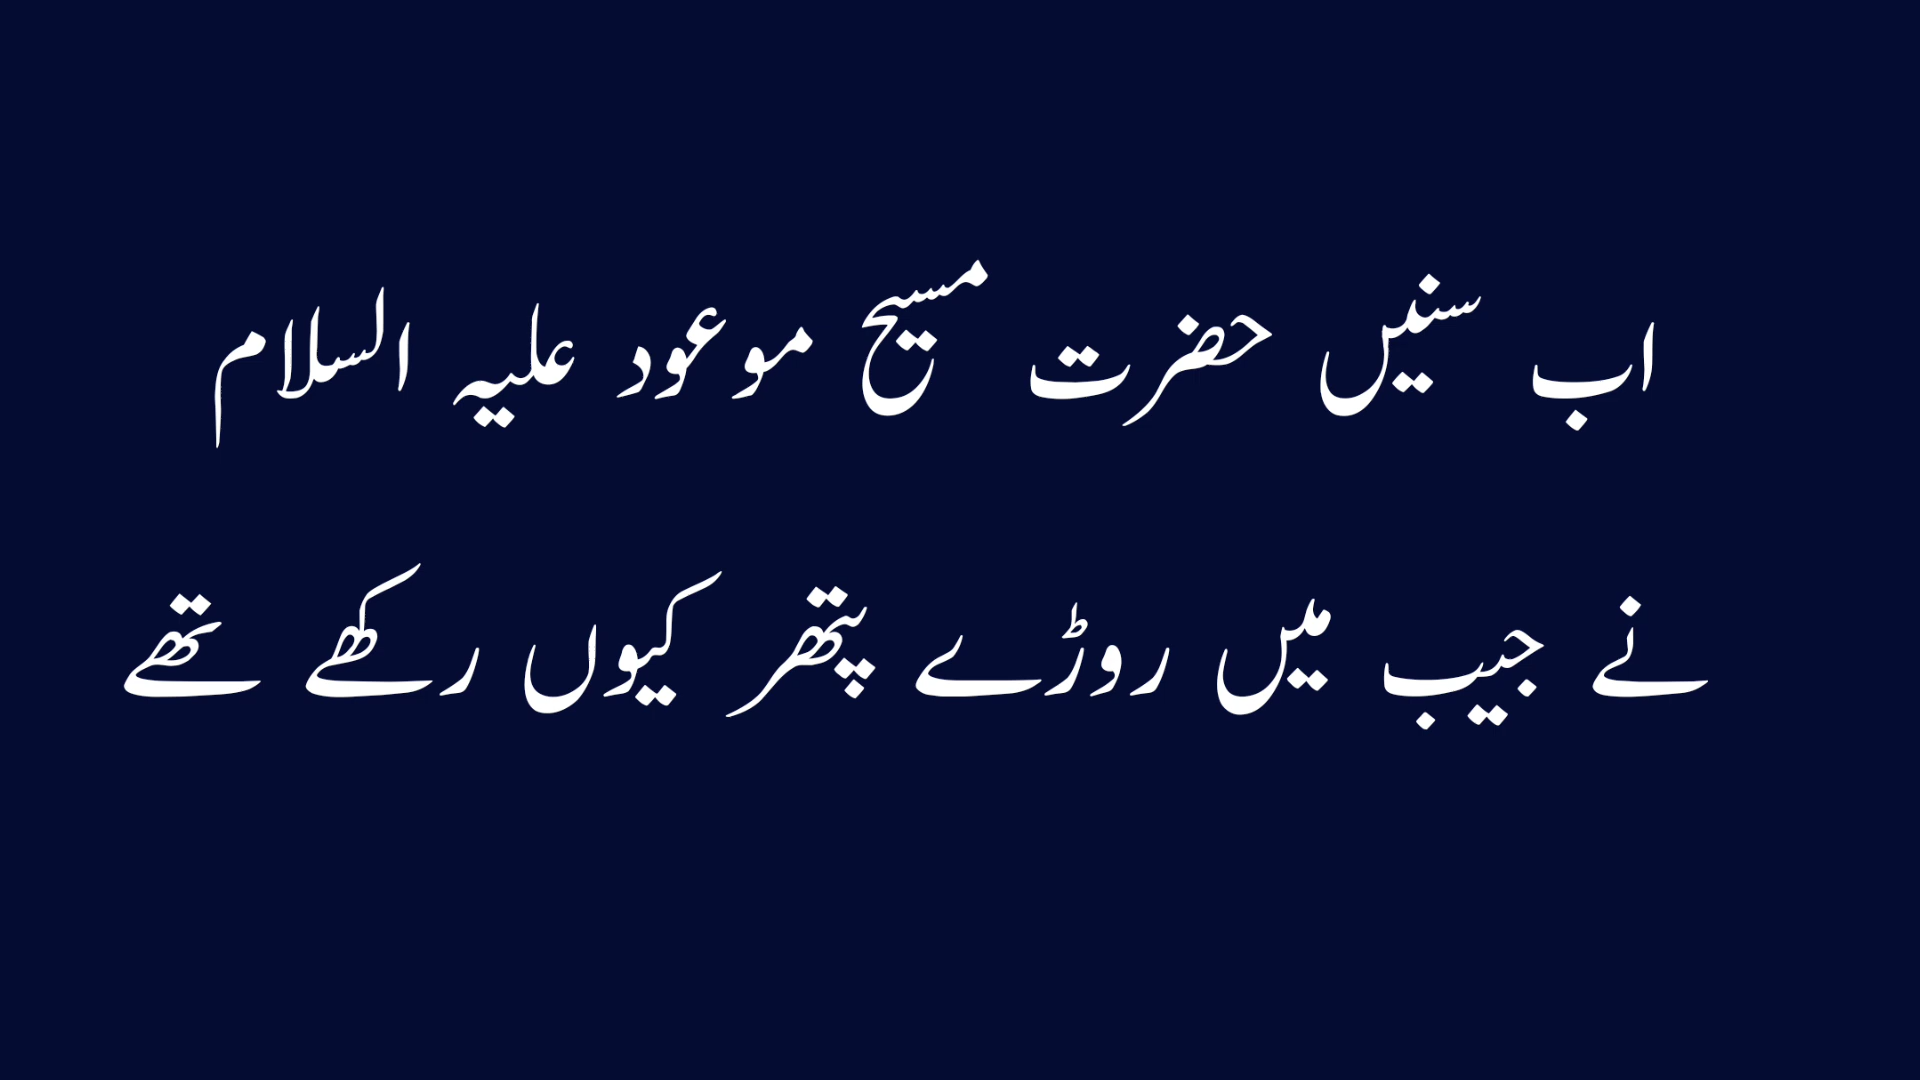 اب سنیں حضرت مسیح موعود علیہ السلام
نے جیب میں روڑے پتھر کیوں رکھے تھے